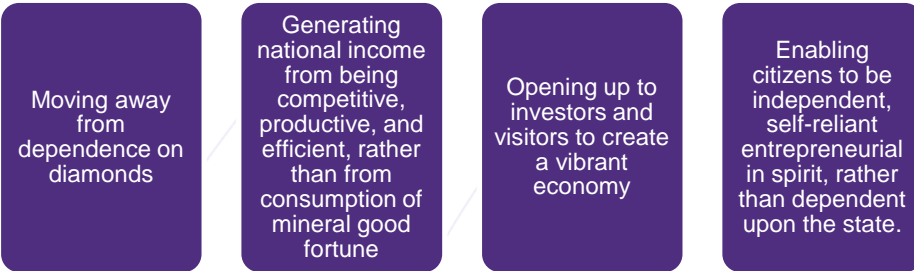 Moving away
from
dependence on
diamonds
Generating
national income
from being
competitive,
productive, and
efficient, rather
than from
consumption of
mineral good
fortune
Opening up to
investors and
visitors to create
a vibrant
economy
Enabling
citizens to be
independent,
self-reliant
entrepreneurial
in spirit, rather
than dependent
upon the state.